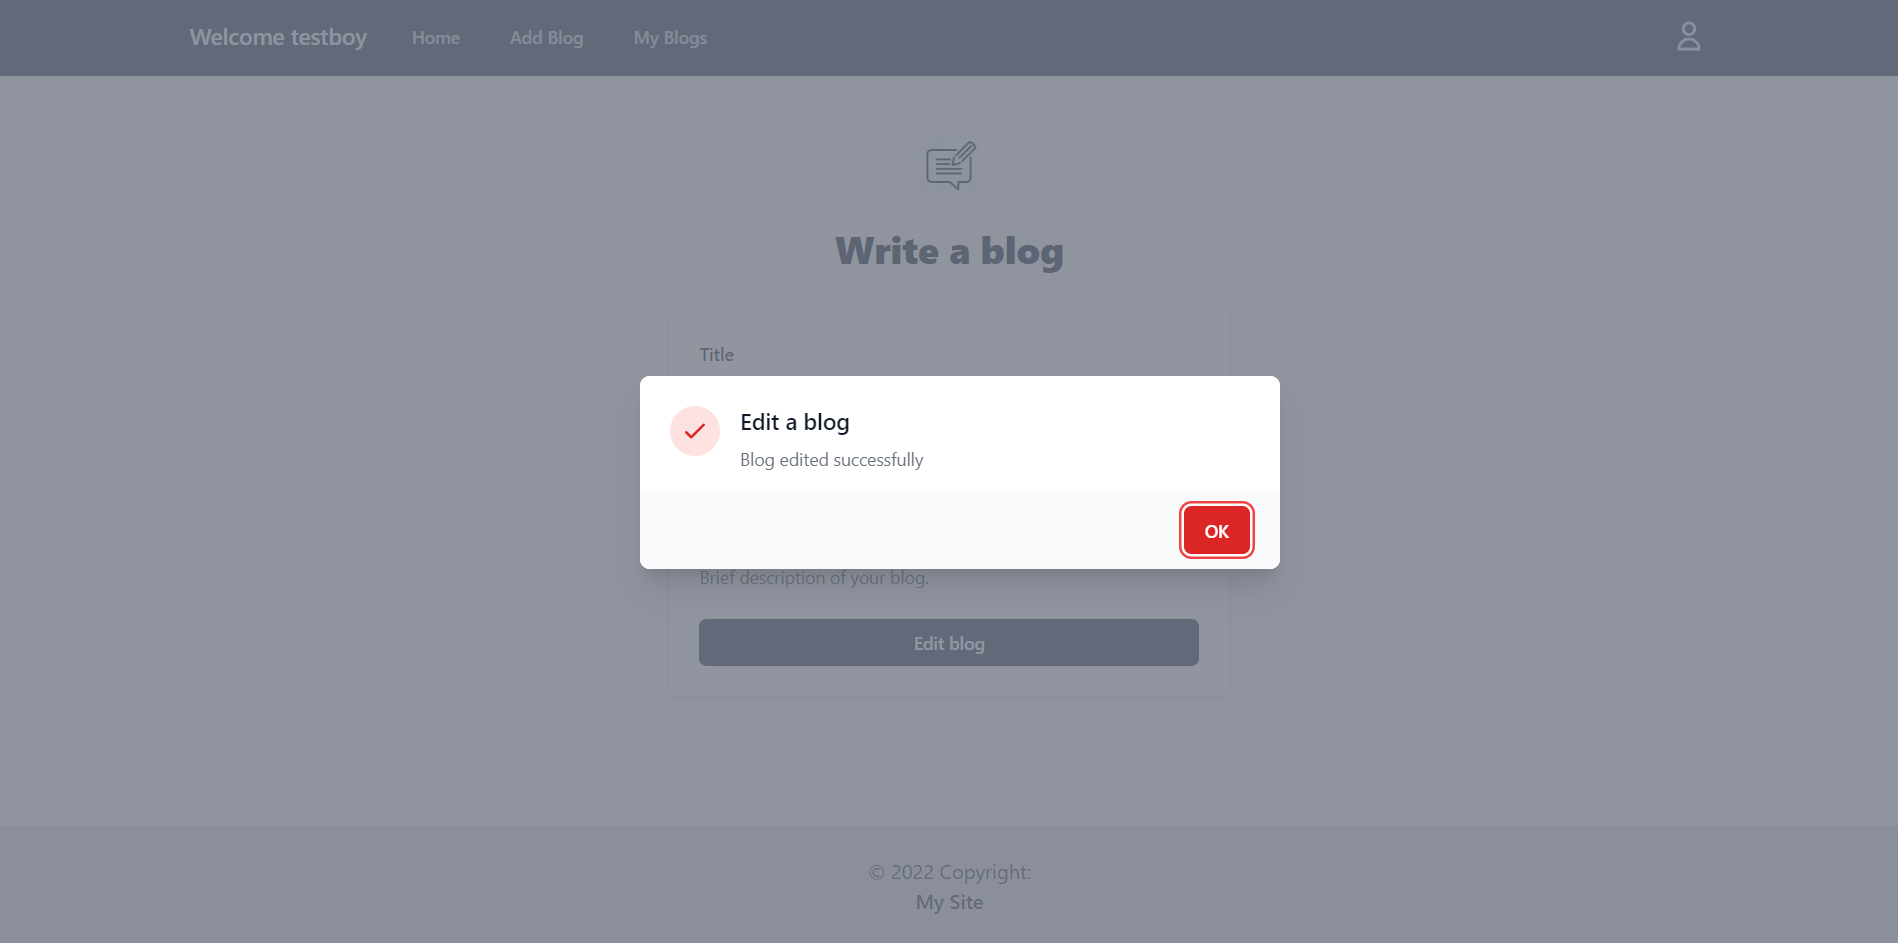 Welcome testboy
Home
Add Blog
My Blogs
Write a blog
Title
Edit a blog
Blog edited successfully
OK
Brief description of your blog.
Edit blog
© 2022 Copyright:
My Site